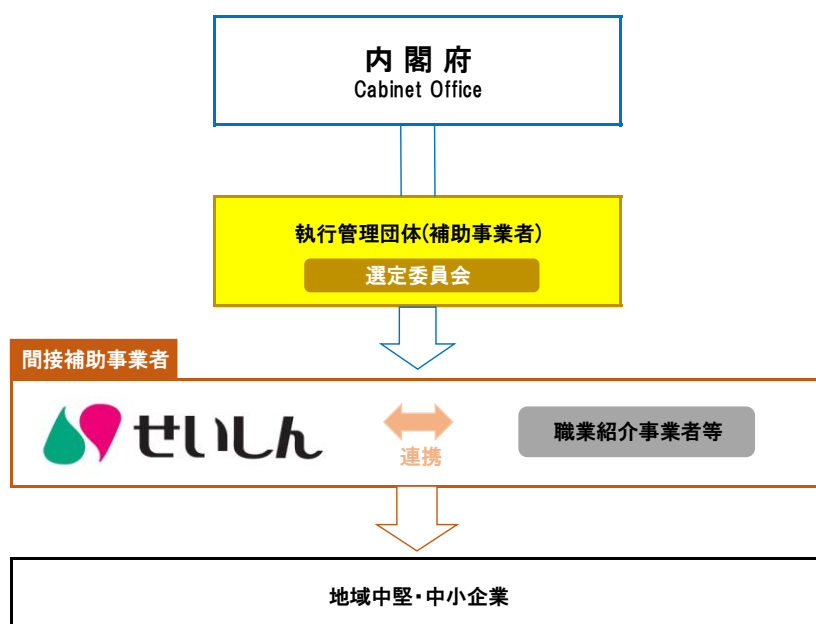 内閣府
Cabinet Office
執行管理団体(補助事業者)
選定委員会
間接補助事業者
せいしん
連携
職業紹介事業者等
地域中堅・中小企業